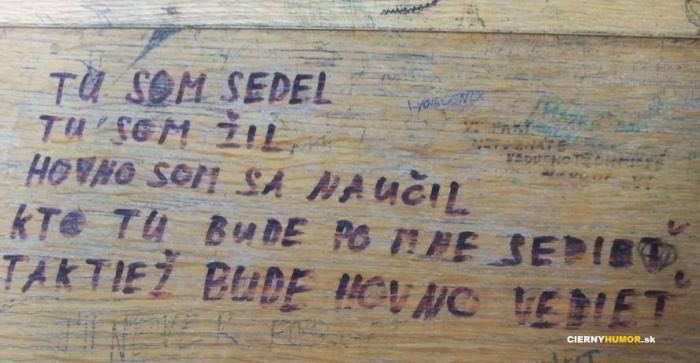 TU SOM SEDEL
TU SOM ŽIL
HOVNO SOM SA NAUČIL
KTO TU BUDE PO MNE SEDIEŤ
TAKTIEŽ BUDE HOVNO VEDIEŤ
CIERNYHUMOR.sk